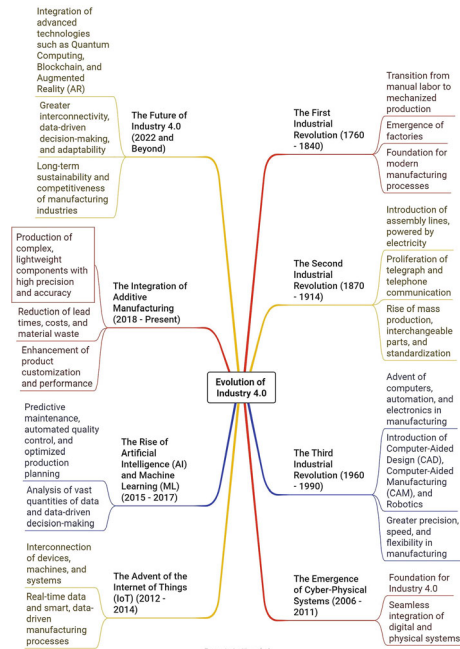 Integration of
advanced
technologies
such as Quantum
Computing,
Blockchain, and
Augmented
Reality (AR)
Greater
interconnectivity,
data-driven
decision-making,
and adaptability
Long-term
sustainability and
competitiveness
of manufacturing
industries
The Future of
Industry 4.0
(2022 and
Beyond)
Production of
complex,
lightweight
components with
high precision
and accuracy
Reduction of lead
times, costs, and
material waste
Enhancement of
product
customization
and performance
The Integration of
Additive
Manufacturing
(2018 - Present)
Predictive
maintenance,
automated quality
control, and
optimized
production
planning
Analysis of vast
quantities of data
and data-driven
decision-making
The Rise of
Artificial
Intelligence (AI)
and Machine
Learning (ML)
(2015 - 2017)
Interconnection
of devices,
machines, and
systems
Real-time data
and smart, data-
driven
manufacturing
processes
The Advent of the
Internet of Things
(IoT) (2012 -
2014)
Evolution of
Industry 4.0
The First
Industrial
Revolution (1760
- 1840)
Transition from
manual labor to
mechanized
production
Emergence of
factories
Foundation for
modern
manufacturing
processes
The Second
Industrial
Revolution (1870
- 1914)
Introduction of
assembly lines,
powered by
electricity
Proliferation of
telegraph and
telephone
communication
Rise of mass
production,
interchangeable
parts, and
standardization
The Third
Industrial
Revolution (1960
- 1990)
Advent of
computers,
automation, and
electronics in
manufacturing
Introduction of
Computer-Aided
Design (CAD),
Computer-Aided
Manufacturing
(CAM), and
Robotics
Greater precision,
speed, and
flexibility in
manufacturing
The Emergence
of Cyber-Physical
Systems (2006 -
2011)
Foundation for
Industry 4.0
Seamless
integration of
digital and
physical systems